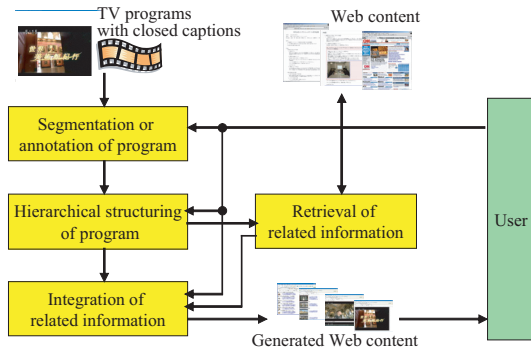 TV programs
with closed captions
Web content
Segmentation or
annotation of program
Hierarchical structuring
of program
Retrieval of
related information
User
Integration of
related information
Generated Web content